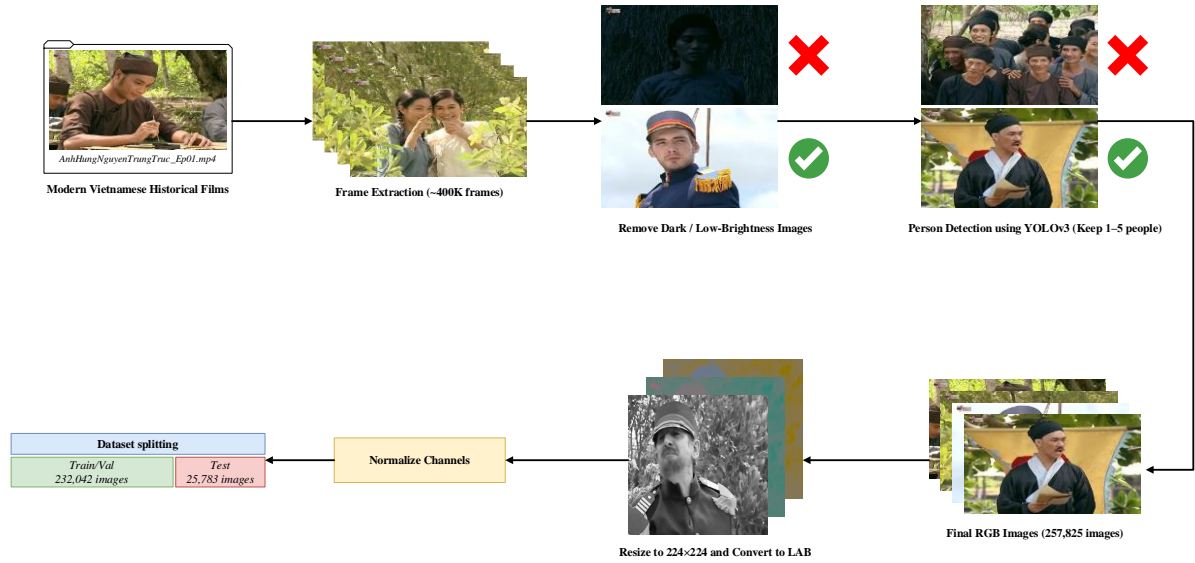 AnhHungNguyenTrungTruc_Ep01.mp4
Modern Vietnamese Historical Films
Frame Extraction (~400K frames)
Remove Dark / Low-Brightness Images
Person Detection using YOLOv3 (Keep 1–5 people)
Final RGB Images (257,825 images)
Resize to 224×224 and Convert to LAB
Normalize Channels
Dataset splitting
Train/Val
232,042 images
Test
25,783 images